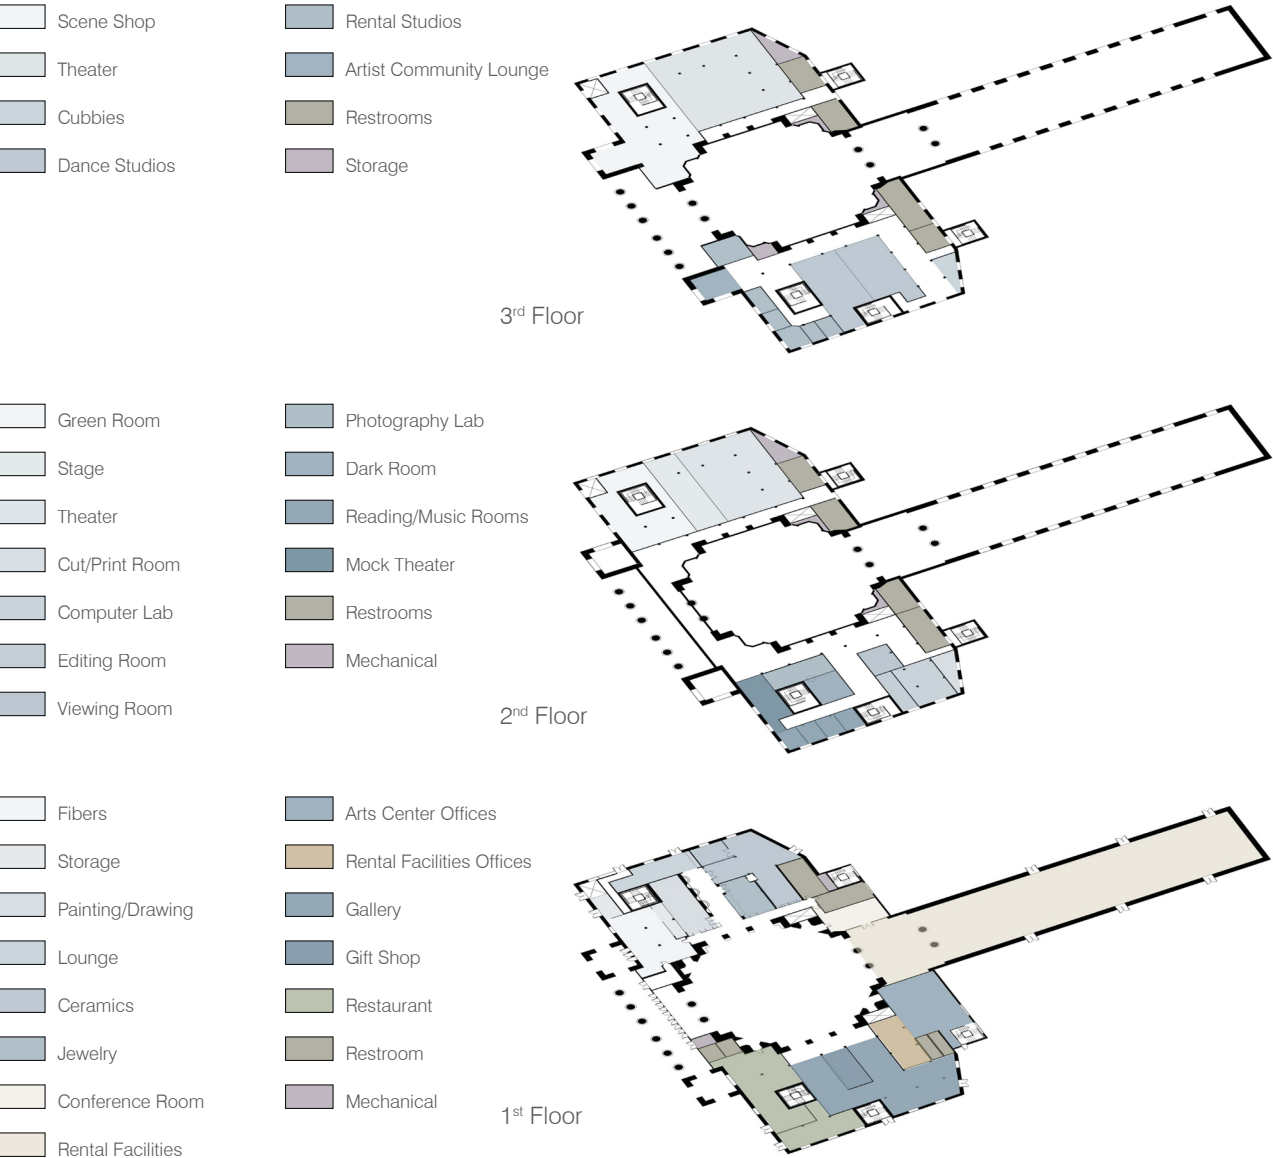 Scene Shop
Theater
Cubbies
Dance Studios
Rental Studios
Artist Community Lounge
Restrooms
Storage
3rd Floor
Green Room
Stage
Theater
Cut/Print Room
Computer Lab
Editing Room
Viewing Room
Photography Lab
Dark Room
Reading/Music Rooms
Mock Theater
Restrooms
Mechanical
2nd Floor
Fibers
Storage
Painting/Drawing
Lounge
Ceramics
Jewelry
Conference Room
Rental Facilities
Arts Center Offices
Rental Facilities Offices
Gallery
Gift Shop
Restaurant
Restroom
Mechanical
1st Floor